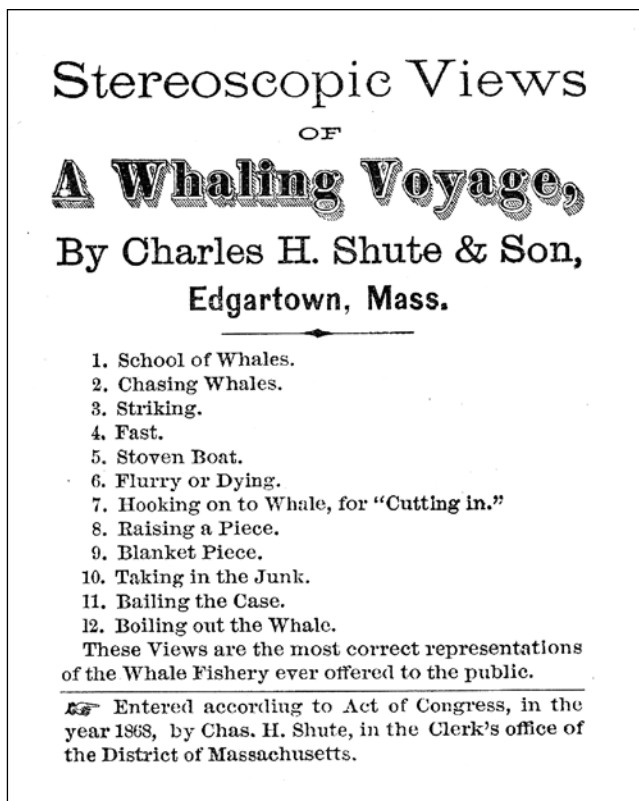 Stereoscopic Views
OF
A Whaling Voyage,
By Charles H. Shute & Son,
Edgartown, Mass.
1. School of Whales.
2. Chasing Whales.
3. Striking.
4. Fast.
5. Stoven Boat.
6. Flurry or Dying.
7. Hooking on to Whale, for "Cutting in."
8. Raising a Piece.
9. Blanket Piece.
10. Taking in the Junk.
11. Bailing the Case.
12. Boiling out the Whale.
These Views are the most correct representations
of the Whale Fishery ever offered to the public.
☞ Entered according to Act of Congress, in the
year 1868, by Chas. H. Shute, in the Clerk's office of
the District of Massachusetts.